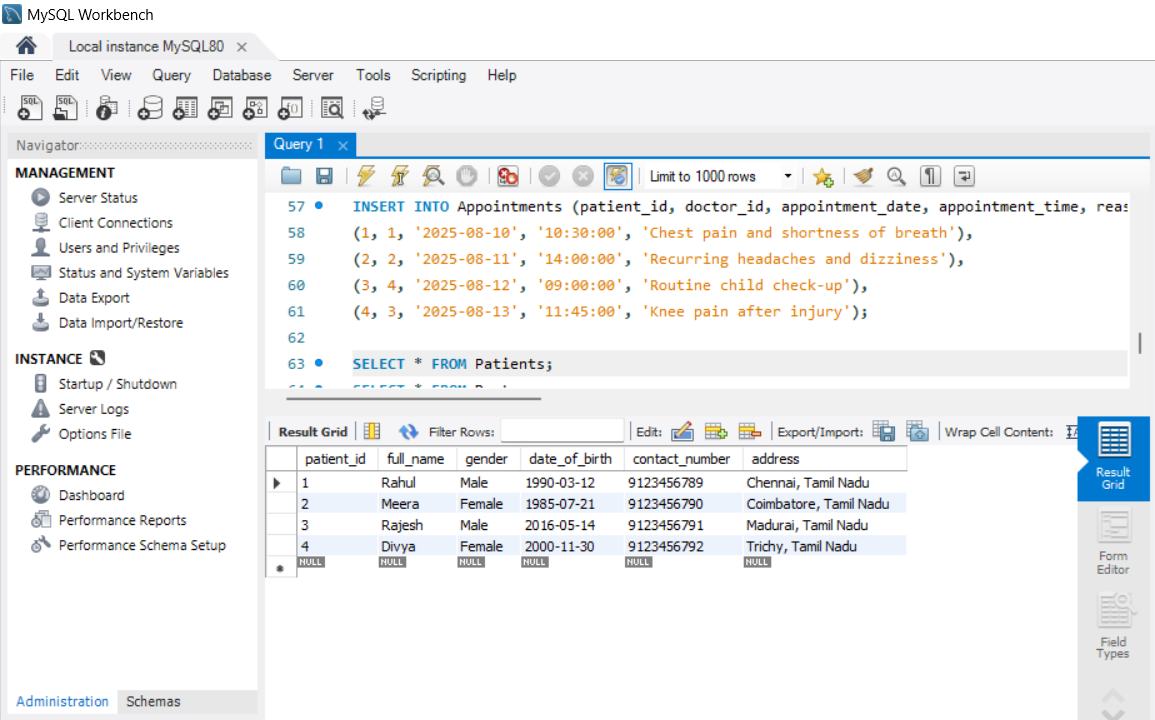 MySQL Workbench
Local instance MySQL80
File Edit View Query Database Server Tools Scripting Help
SQL SQL
Navigator
MANAGEMENT
Server Status
Client Connections
Users and Privileges
Status and System Variables
Data Export
Data Import/Restore
INSTANCE
Startup / Shutdown
Server Logs
Options File
PERFORMANCE
Dashboard
Performance Reports
Performance Schema Setup
Administration Schemas
Query 1
Limit to 1000 rows
57 INSERT INTO Appointments (patient_id, doctor_id, appointment_date, appointment_time, reas
58 (1, 1, '2025-08-10', '10:30:00', 'Chest pain and shortness of breath'),
59 (2, 2, '2025-08-11', '14:00:00', 'Recurring headaches and dizziness'),
60 (3, 4, '2025-08-12', '09:00:00', 'Routine child check-up'),
61 (4, 3, '2025-08-13', '11:45:00', 'Knee pain after injury');
62
63 SELECT * FROM Patients;
Result Grid Filter Rows: Edit: Export/Import: Wrap Cell Content:
patient_id full_name gender date_of_birth contact_number address
1 Rahul Male 1990-03-12 9123456789 Chennai, Tamil Nadu
2 Meera Female 1985-07-21 9123456790 Coimbatore, Tamil Nadu
3 Rajesh Male 2016-05-14 9123456791 Madurai, Tamil Nadu
4 Divya Female 2000-11-30 9123456792 Trichy, Tamil Nadu
NULL NULL NULL NULL NULL NULL
Result
Grid
Form
Editor
Field
Types